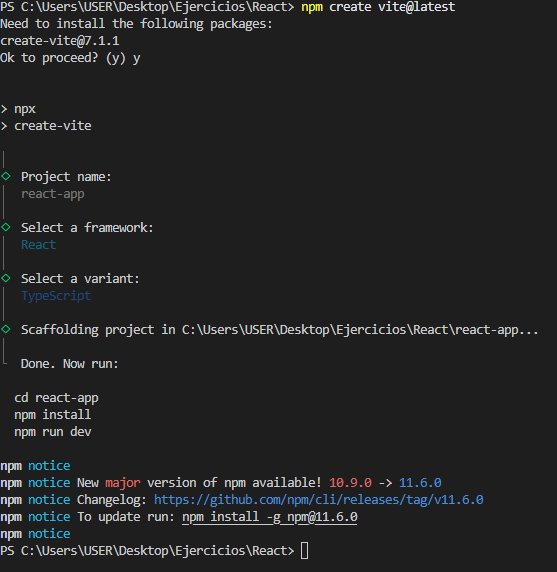 PS C:\Users\USER\Desktop\Ejercicios\React> npm create vite@latest
Need to install the following packages:
create-vite@7.1.1
Ok to proceed? (y) y
> npx
> create-vite
Project name:
react-app
Select a framework:
React
Select a variant:
TypeScript
Scaffolding project in C:\Users\USER\Desktop\Ejercicios\React\react-app...
Done. Now run:
cd react-app
npm install
npm run dev
npm notice
npm notice New major version of npm available! 10.9.0 -> 11.6.0
npm notice Changelog: https://github.com/npm/cli/releases/tag/v11.6.0
npm notice To update run: npm install -g npm@11.6.0
npm notice
PS C:\Users\USER\Desktop\Ejercicios\React>